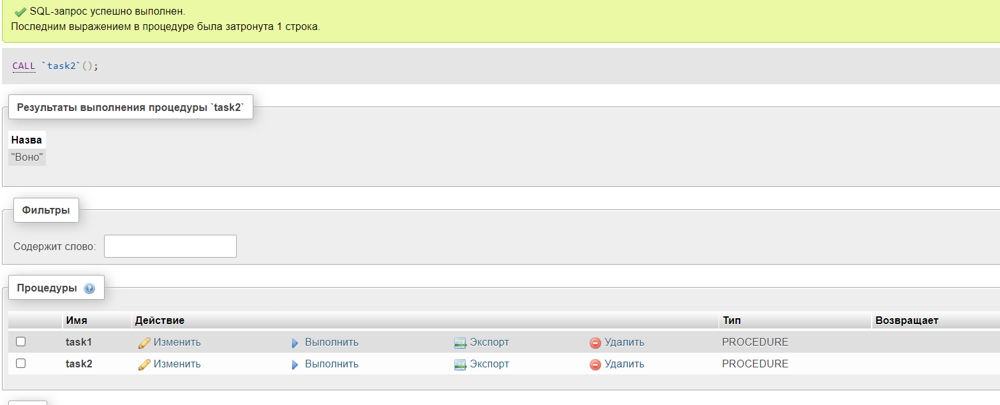 SQL-запрос успешно выполнен.
Последним выражением в процедуре была затронута 1 строка.
CALL `task2`();
Результаты выполнения процедуры `task2`
Назва
"Воно"
Фильтры
Содержит слово:
Процедуры
Имя Действие Тип Возвращает
task1 Изменить Выполнить Экспорт Удалить PROCEDURE
task2 Изменить Выполнить Экспорт Удалить PROCEDURE